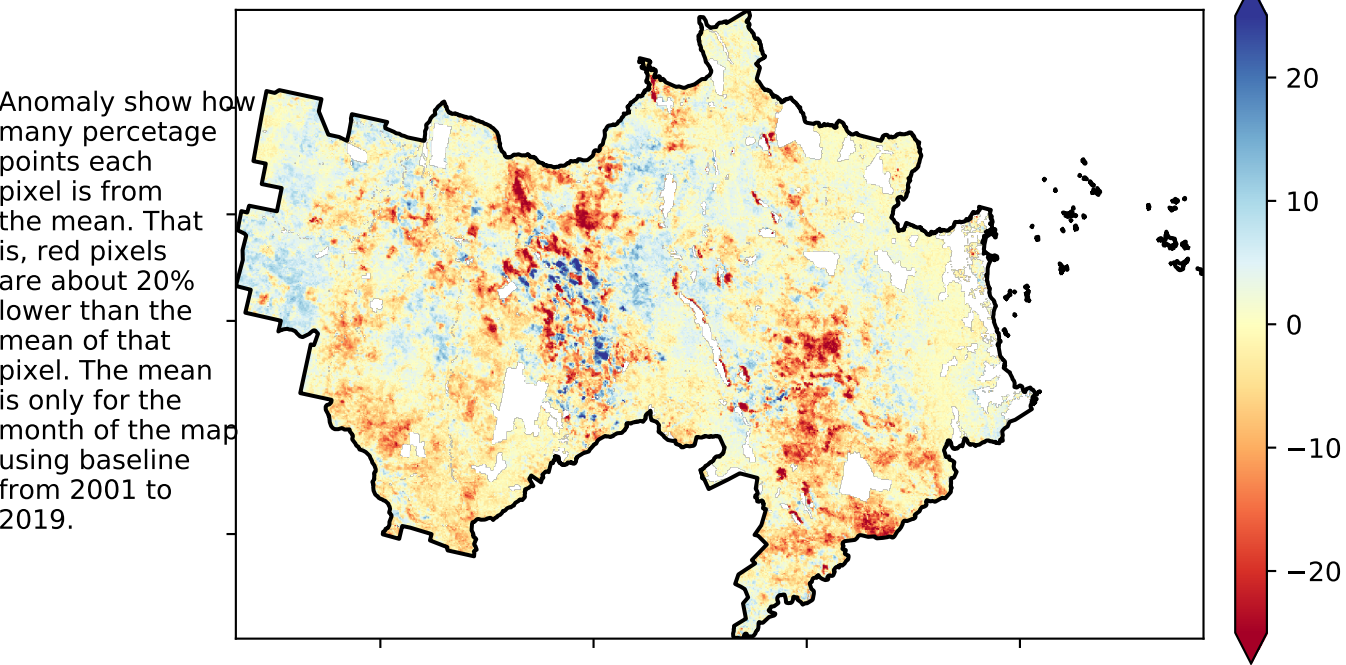 Anomaly show how
many percetage
points each
pixel is from
the mean. That
is, red pixels
are about 20%
lower than the
mean of that
pixel. The mean
is only for the
month of the map
using baseline
from 2001 to
2019.
20
10
0
−10
−20